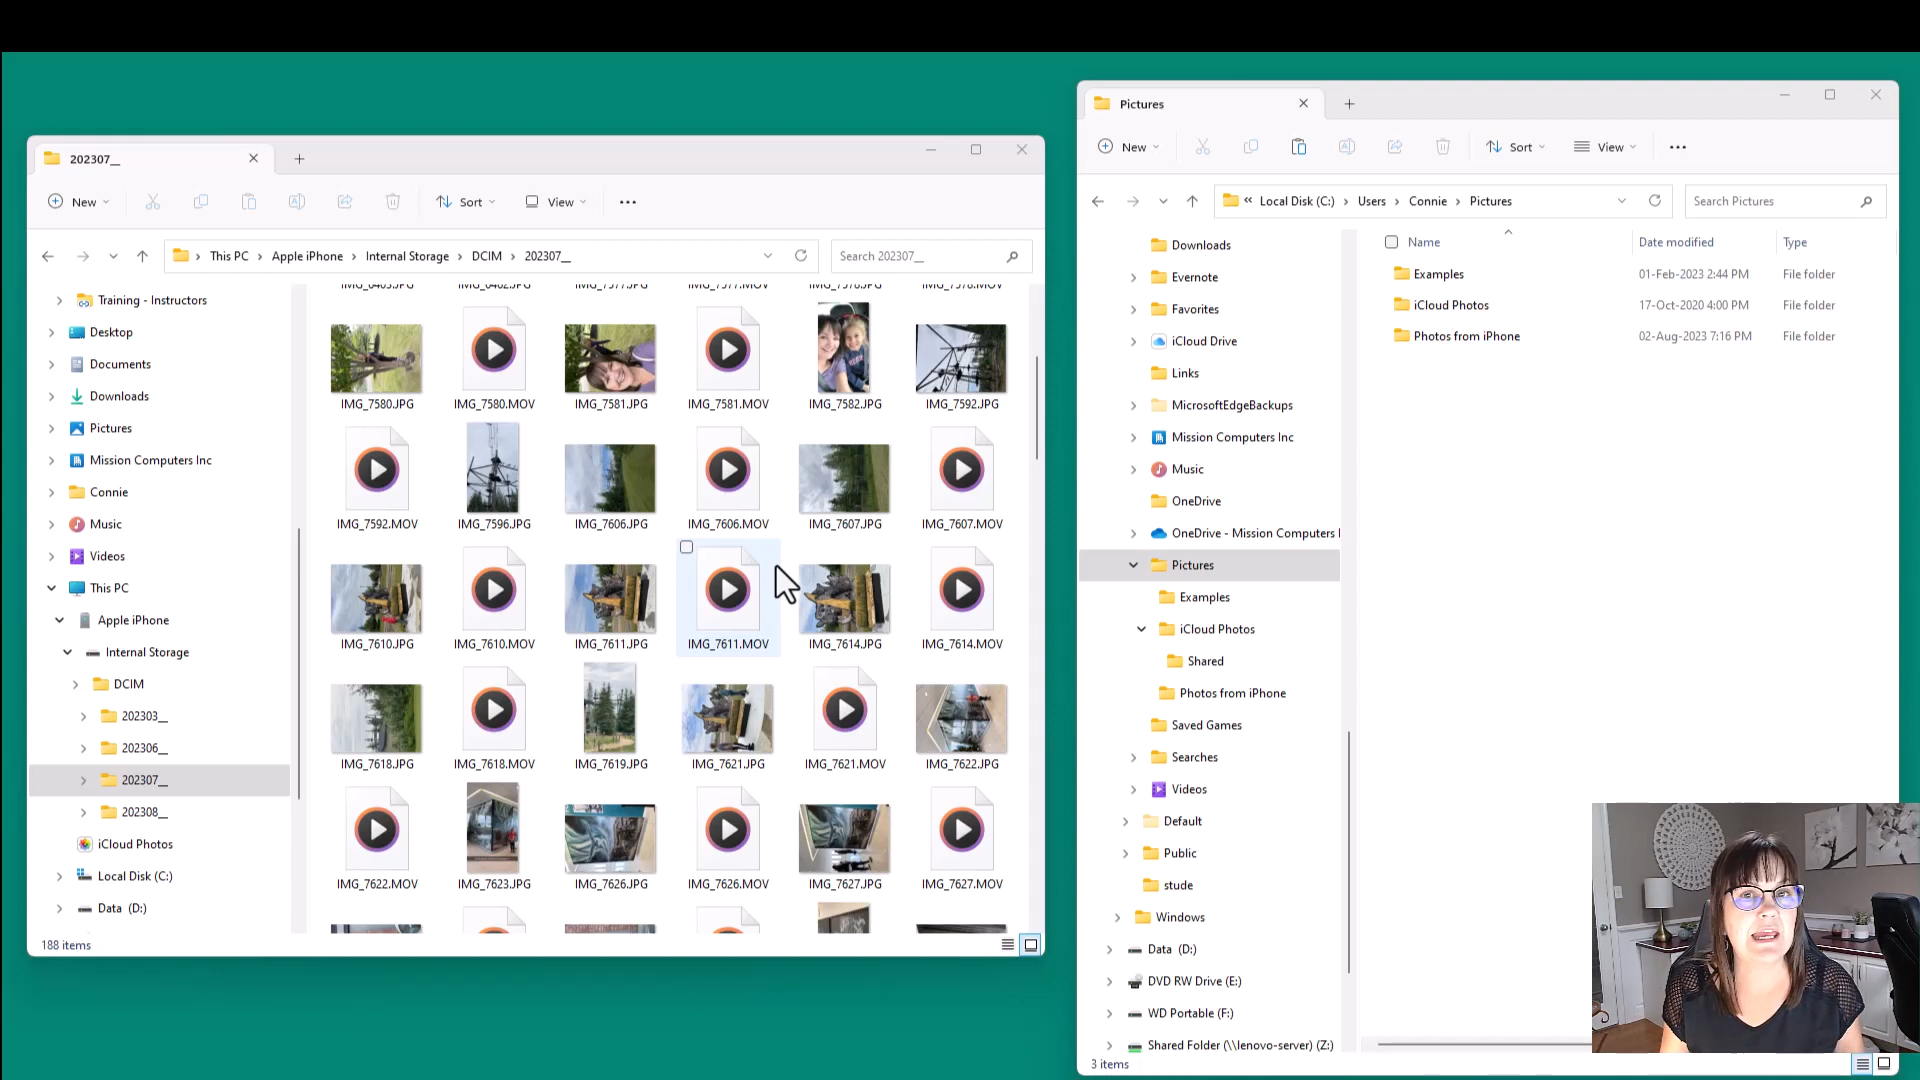 Pictures
New
Sort
View
Local Disk (C:)
Users
Connie
Pictures
Search Pictures
202307__
New
Sort
View
This PC
Apple iPhone
Internal Storage
DCIM
202307__
Search 202307__
Training - Instructors
Desktop
Documents
Downloads
Pictures
Mission Computers Inc
Connie
Music
Videos
This PC
Apple iPhone
Internal Storage
DCIM
202303__
202306__
202307__
202308__
iCloud Photos
Local Disk (C:)
Data (D:)
IMG_7580.JPG
IMG_7580.MOV
IMG_7581.JPG
IMG_7581.MOV
IMG_7582.JPG
IMG_7592.JPG
IMG_7592.MOV
IMG_7596.JPG
IMG_7606.JPG
IMG_7606.MOV
IMG_7607.JPG
IMG_7607.MOV
IMG_7610.JPG
IMG_7610.MOV
IMG_7611.JPG
IMG_7611.MOV
IMG_7614.JPG
IMG_7614.MOV
IMG_7618.JPG
IMG_7618.MOV
IMG_7619.JPG
IMG_7621.JPG
IMG_7621.MOV
IMG_7622.JPG
IMG_7622.MOV
IMG_7623.JPG
IMG_7626.JPG
IMG_7626.MOV
IMG_7627.JPG
IMG_7627.MOV
188 items
Downloads
Evernote
Favorites
iCloud Drive
Links
MicrosoftEdgeBackups
Mission Computers Inc
Music
OneDrive
OneDrive - Mission Computers
Pictures
Examples
iCloud Photos
Shared
Photos from iPhone
Saved Games
Searches
Videos
Default
Public
stude
Windows
Data (D:)
DVD RW Drive (E:)
WD Portable (F:)
Shared Folder (\\lenovo-server) (Z:)
3 items
Name Date modified Type
Examples 01-Feb-2023 2:44 PM File folder
iCloud Photos 17-Oct-2020 4:00 PM File folder
Photos from iPhone 02-Aug-2023 7:16 PM File folder